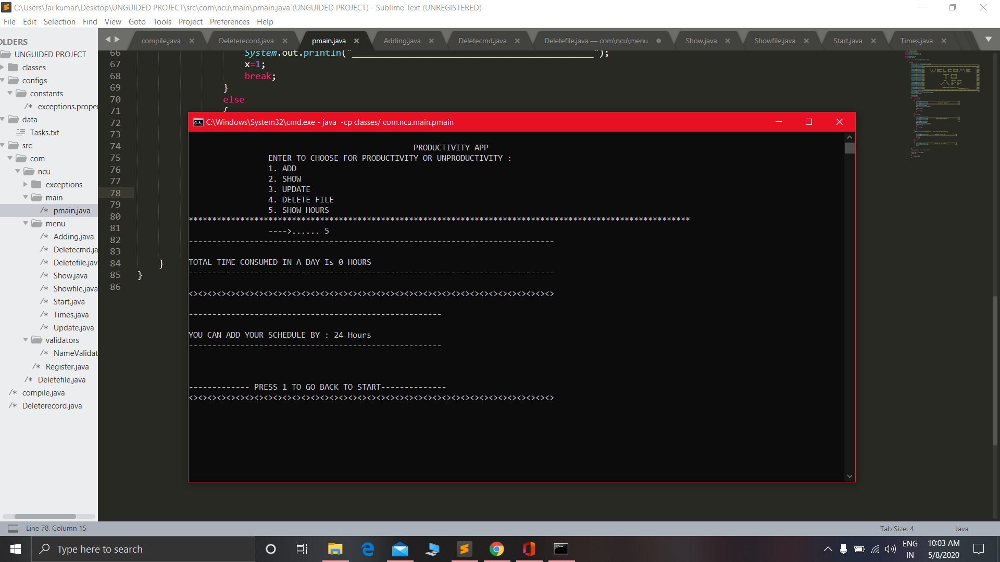 C:\Users\Jai kumar\Desktop\UNGUIDED PROJECT\src\com\ncu\main\pmain.java (UNGUIDED PROJECT) - Sublime Text (UNREGISTERED)
File Edit Selection Find View Goto Tools Project Preferences Help
OLDERS
UNGUIDED PROJECT
classes
configs
constants
/* exceptions.proper
data
Tasks.txt
src
com
ncu
exceptions
main
/* pmain.java
menu
/* Adding.java
/* Deletecmd.ja
/* Deletefile.jav
/* Show.java
/* Showfile.java
/* Start.java
/* Times.java
/* Update.java
validators
/* NameValidat
/* Register.java
/* Deletefile.java
/* compile.java
/* Deleterecord.java
compile.java Deleterecord.java pmain.java Adding.java Deletecmd.java Deletefile.java — com\ncu\menu Show.java Showfile.java Start.java Times.java
66 System.out.println("___________________________________________________");
67 x=1;
68 break;
69 }
70 else
71 {
72
73
74
75
76
77
78
79
80
81
82
83
84 }
85 }
86
C:\Windows\System32\cmd.exe - java  -cp classes/ com.ncu.main.pmain
PRODUCTIVITY APP
ENTER TO CHOOSE FOR PRODUCTIVITY OR UNPRODUCTIVITY :
1. ADD
2. SHOW
3. UPDATE
4. DELETE FILE
5. SHOW HOURS
***********************************************************************************************************
---->...... 5
------------------------------------------------------------------------------
TOTAL TIME CONSUMED IN A DAY Is 0 HOURS
------------------------------------------------------------------------------
<><><><><><><><><><><><><><><><><><><><><><><><><><><><><><><><><><><><><><><>
------------------------------------------------------
YOU CAN ADD YOUR SCHEDULE BY : 24 Hours
------------------------------------------------------
------------- PRESS 1 TO GO BACK TO START--------------
<><><><><><><><><><><><><><><><><><><><><><><><><><><><><><><><><><><><><><><>
Line 78, Column 15 Tab Size: 4 Java
Type here to search
ENG
IN
10:03 AM
5/8/2020